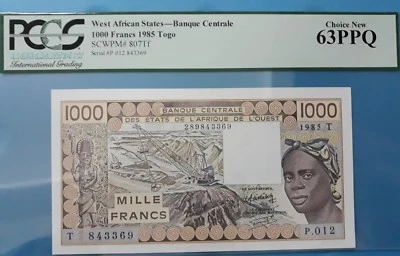 PCGS
International Grading
West African States—Banque Centrale
1000 Francs 1985 Togo
SCWPM# 807Tf
Serial #P 012 843369
Choice New
63PPQ
1000 BANQUE CENTRALE 1000
DES ETATS DE L'AFRIQUE DE L'OUEST
289843369 1985 T
MILLE
FRANCS
T 843369 P.012